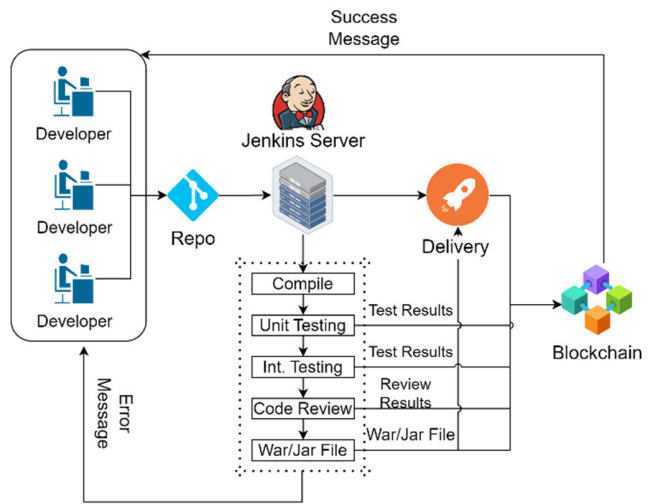 Success
Message
Developer
Jenkins Server
Developer
Repo
Delivery
Developer
Compile
Unit Testing
Test Results
Int. Testing
Test Results
Blockchain
Code Review
Review
Results
War/Jar File
War/Jar File
Error
Message